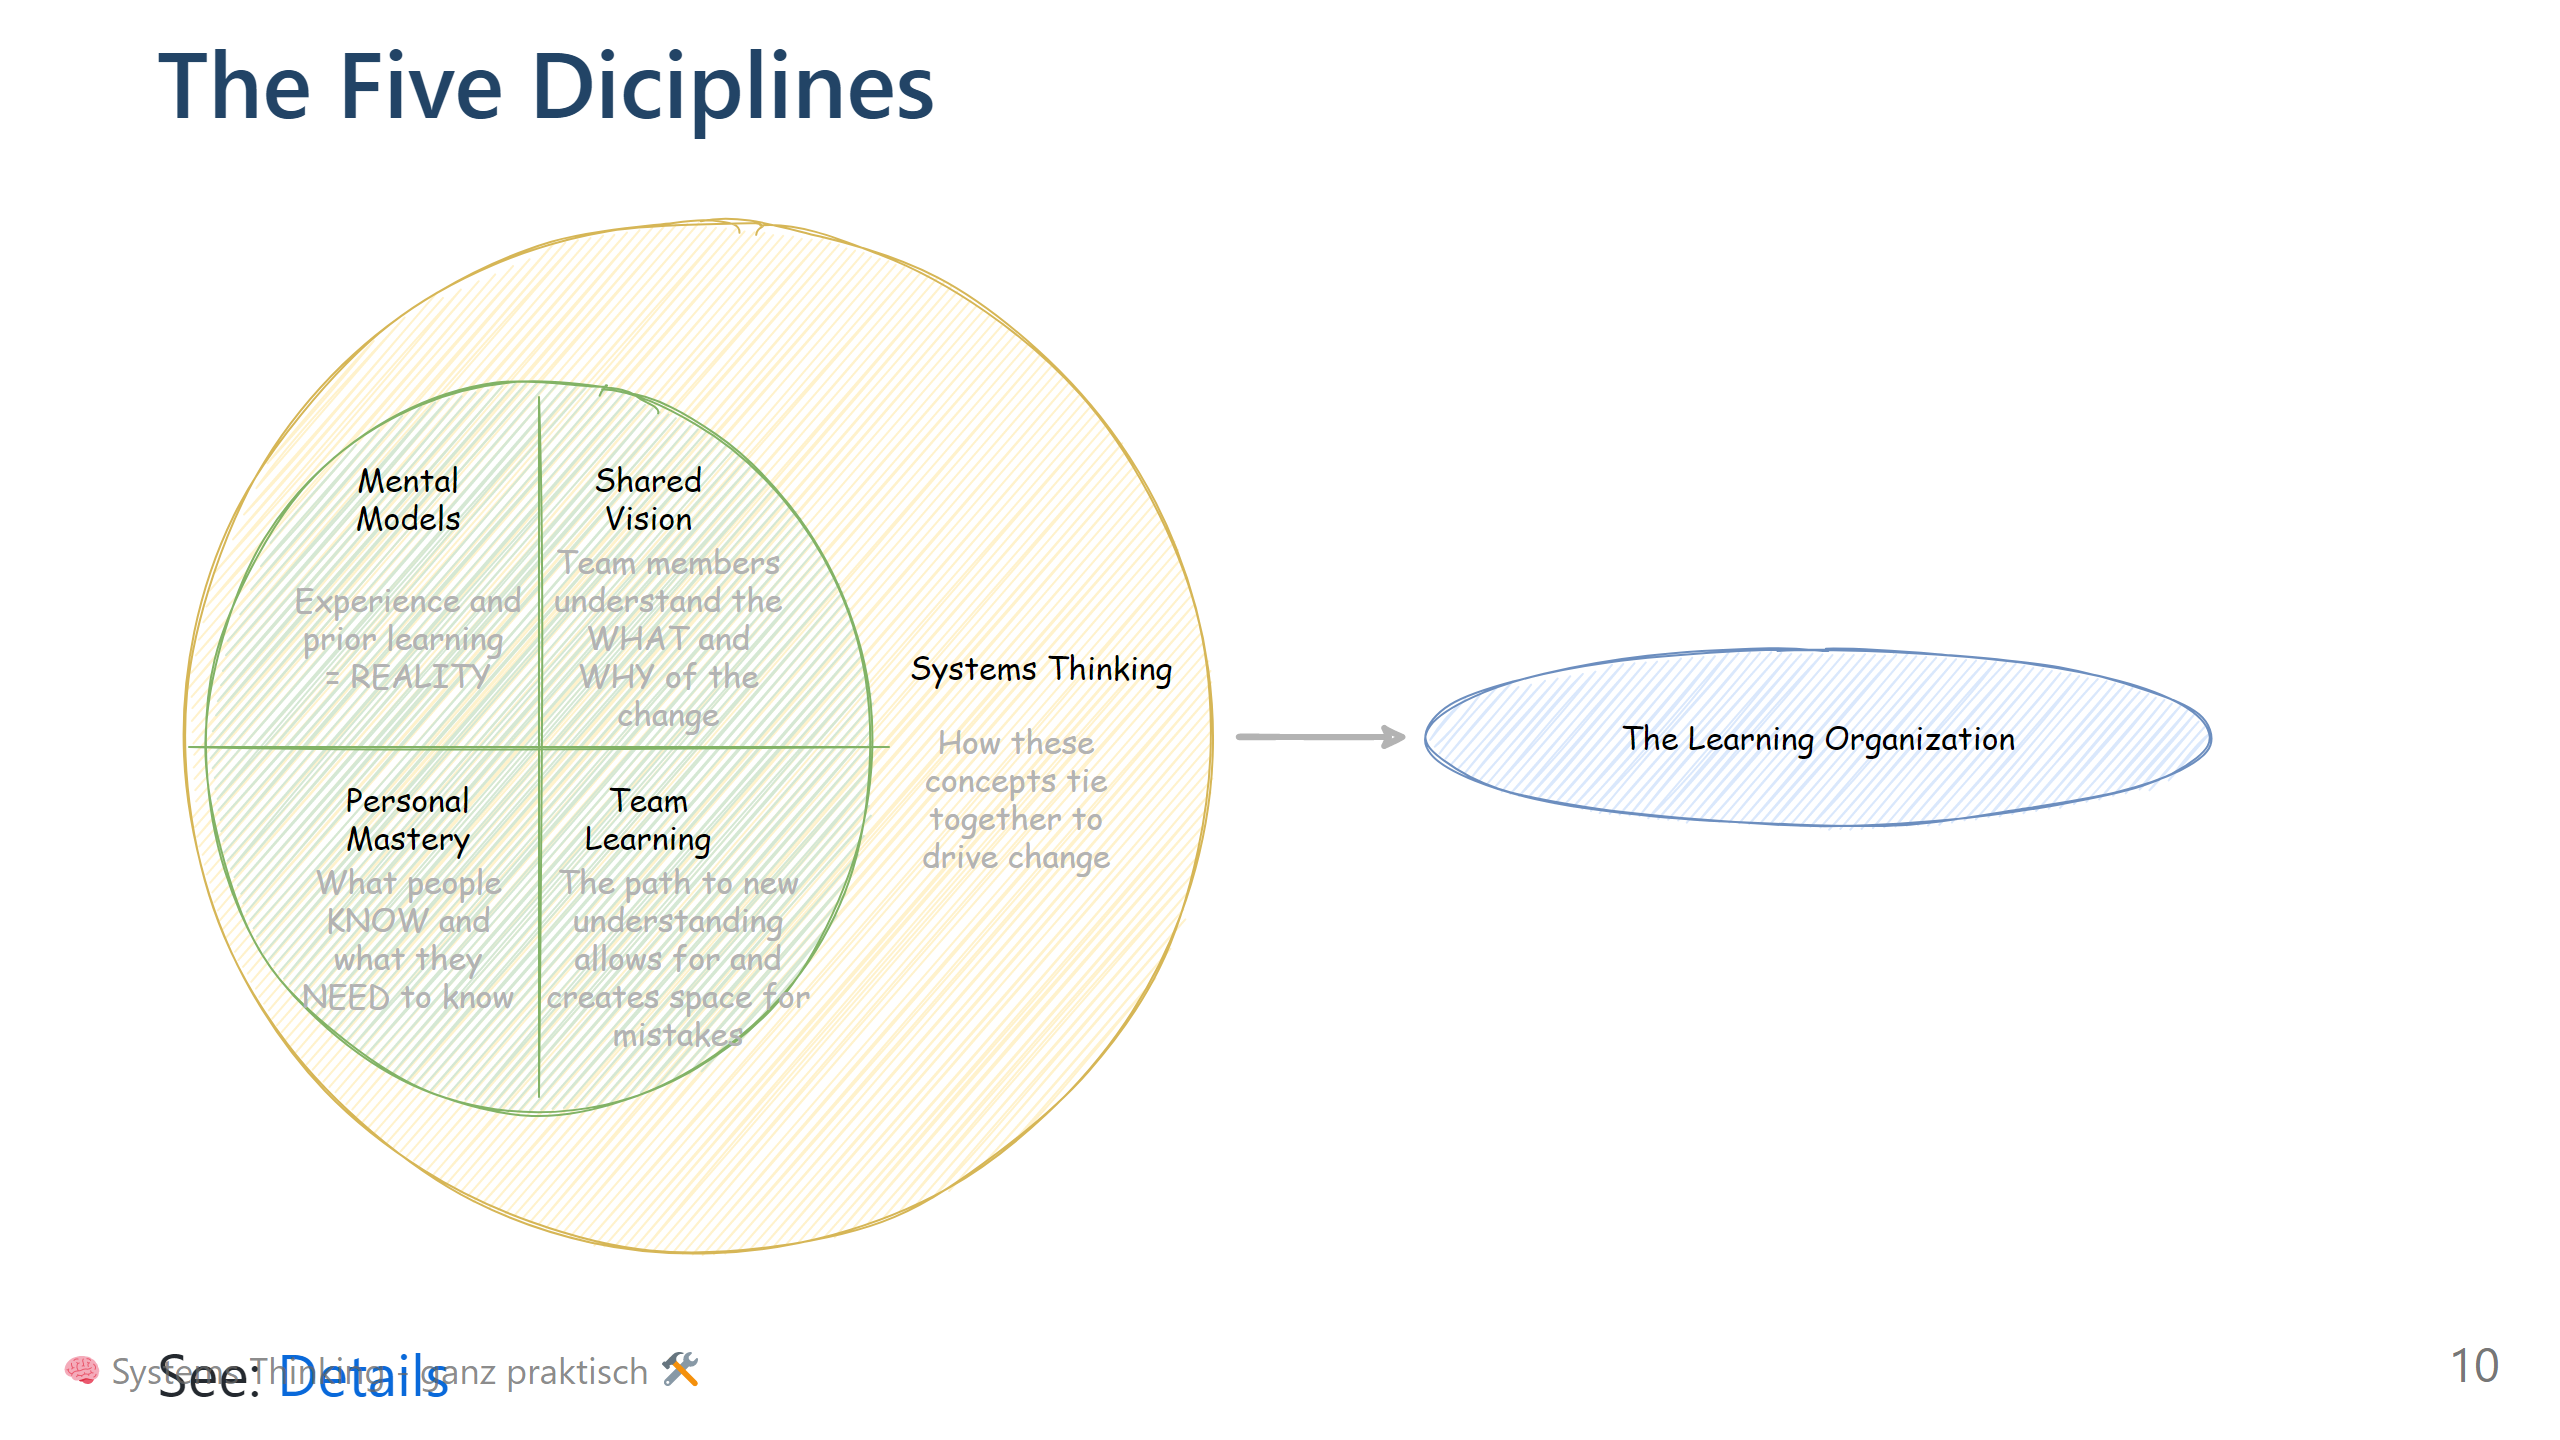 The Five Diciplines
Mental
Models
Experience and
prior learning
= REALITY
Shared
Vision
Team members
understand the
WHAT and
WHY of the
change
Personal
Mastery
What people
KNOW and
what they
NEED to know
Team
Learning
The path to new
understanding
allows for and
creates space for
mistakes
Systems Thinking
How these
concepts tie
together to
drive change
The Learning Organization
See: Details
🧠 Systems Thinking - ganz praktisch 🛠️
10